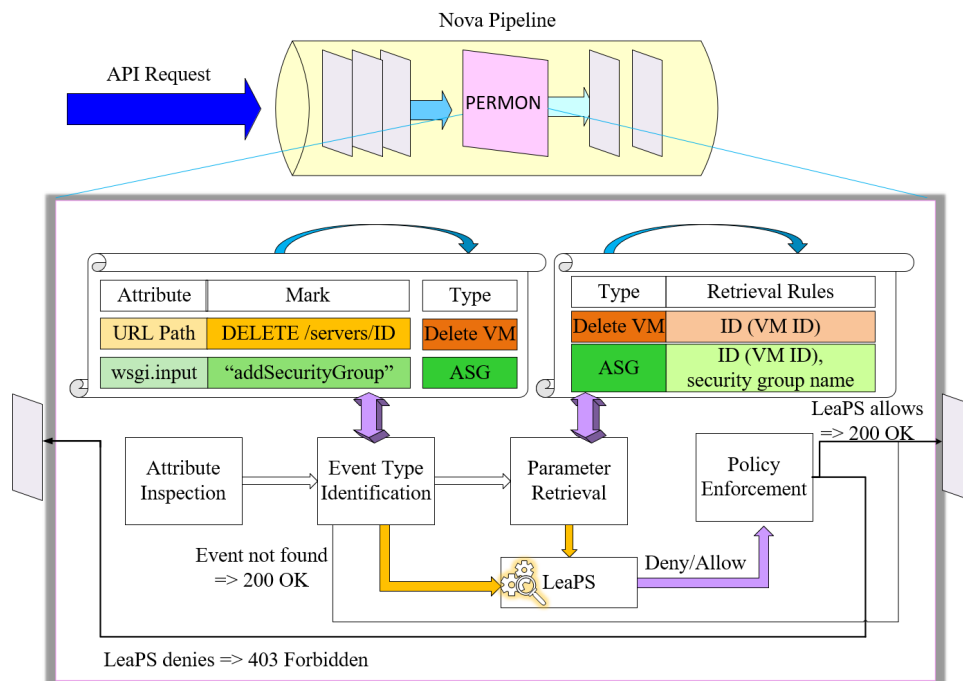 Nova Pipeline
API Request
PERMON
Attribute Mark Type
URL Path DELETE /servers/ID Delete VM
wsgi.input “addSecurityGroup” ASG
Type Retrieval Rules
Delete VM ID (VM ID)
ASG ID (VM ID),
security group name
LeaPS allows
=> 200 OK
Attribute
Inspection
Event Type
Identification
Parameter
Retrieval
Policy
Enforcement
Event not found
=> 200 OK
LeaPS
Deny/Allow
LeaPS denies => 403 Forbidden